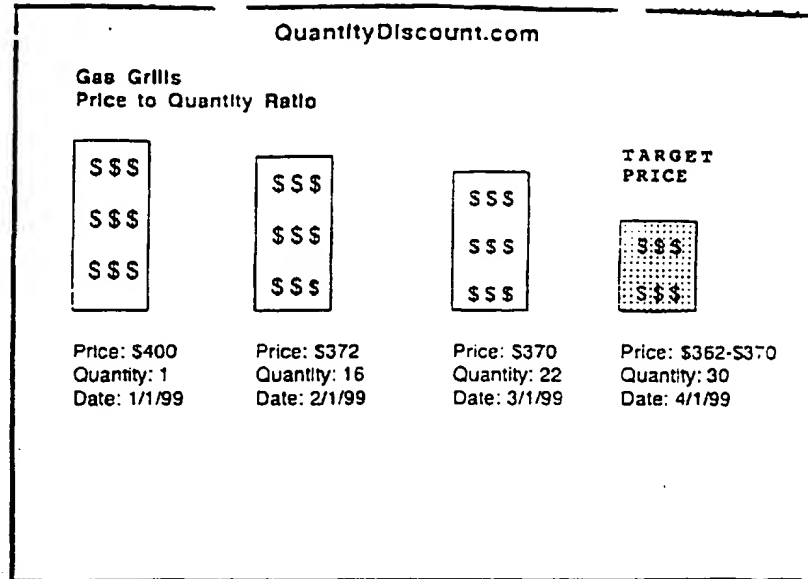 QuantityDiscount.com
Gas Grills
Price to Quantity Ratio
$$$
$$$
$$$
$$$
$$$
$$$
$$$
$$$
$$$
TARGET
PRICE
$$$
$$$
Price: $400
Quantity: 1
Date: 1/1/99
Price: $372
Quantity: 16
Date: 2/1/99
Price: $370
Quantity: 22
Date: 3/1/99
Price: $362-$370
Quantity: 30
Date: 4/1/99